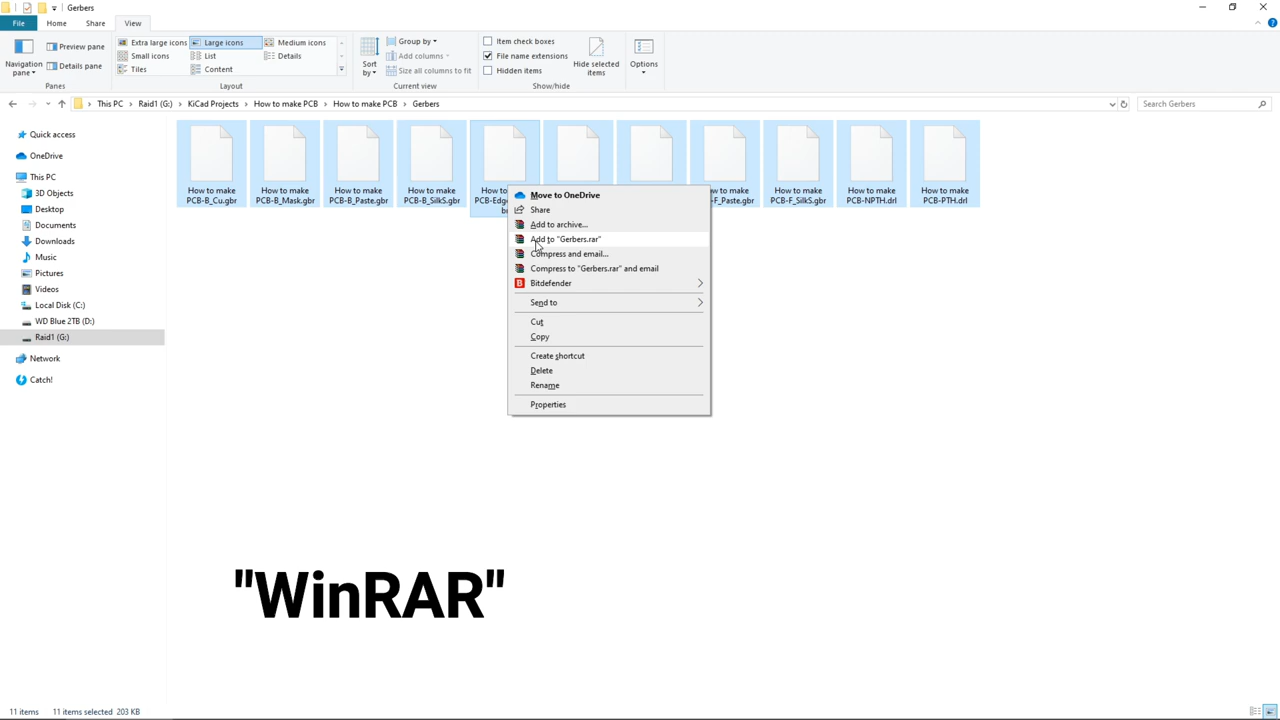 Gerbers
File Home Share View
Navigation pane
Preview pane
Details pane
Panes
Extra large icons Large icons Medium icons
Small icons List Details
Tiles Content
Layout
Sort by
Group by
Add columns
Size all columns to fit
Current view
Item check boxes
File name extensions
Hidden items
Hide selected items
Show/hide
Options
This PC > Raid1 (G:) > KiCad Projects > How to make PCB > How to make PCB > Gerbers
Search Gerbers
Quick access
OneDrive
This PC
3D Objects
Desktop
Documents
Downloads
Music
Pictures
Videos
Local Disk (C:)
WD Blue 2TB (D:)
Raid1 (G:)
Network
Catch!
How to make
PCB-B_Cu.gbr
How to make
PCB-B_Mask.gbr
How to make
PCB-B_Paste.gbr
How to make
PCB-B_SilkS.gbr
How to
PCB-Edge
make
-F_Paste.gbr
How to make
PCB-F_SilkS.gbr
How to make
PCB-NPTH.drl
How to make
PCB-PTH.drl
Move to OneDrive
Share
Add to archive...
Add to "Gerbers.rar"
Compress and email...
Compress to "Gerbers.rar" and email
Bitdefender
Send to
Cut
Copy
Create shortcut
Delete
Rename
Properties
"WinRAR"
11 items 11 items selected 203 KB